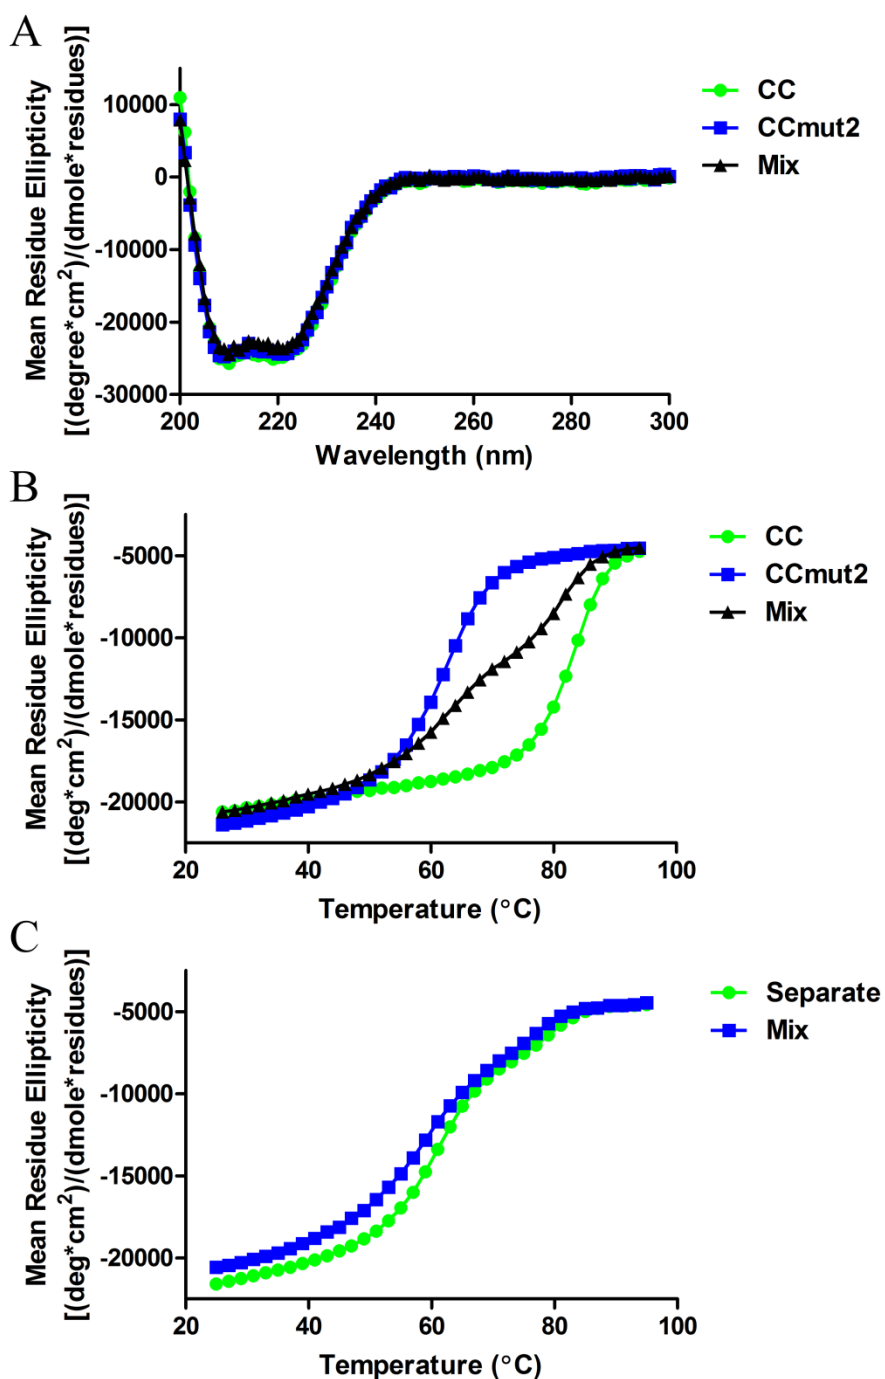 A
Mean Residue Ellipticity
[(degree*cm²)/(dmole*residues)]
10000
0
-10000
-20000
-30000
200 220 240 260 280 300
Wavelength (nm)
CC
CCmut2
Mix
B
Mean Residue Ellipticity
[(deg*cm²)/(dmole*residues)]
-5000
-10000
-15000
-20000
20 40 60 80 100
Temperature (°C)
CC
CCmut2
Mix
C
Mean Residue Ellipticity
[(deg*cm²)/(dmole*residues)]
-5000
-10000
-15000
-20000
20 40 60 80 100
Temperature (°C)
Separate
Mix